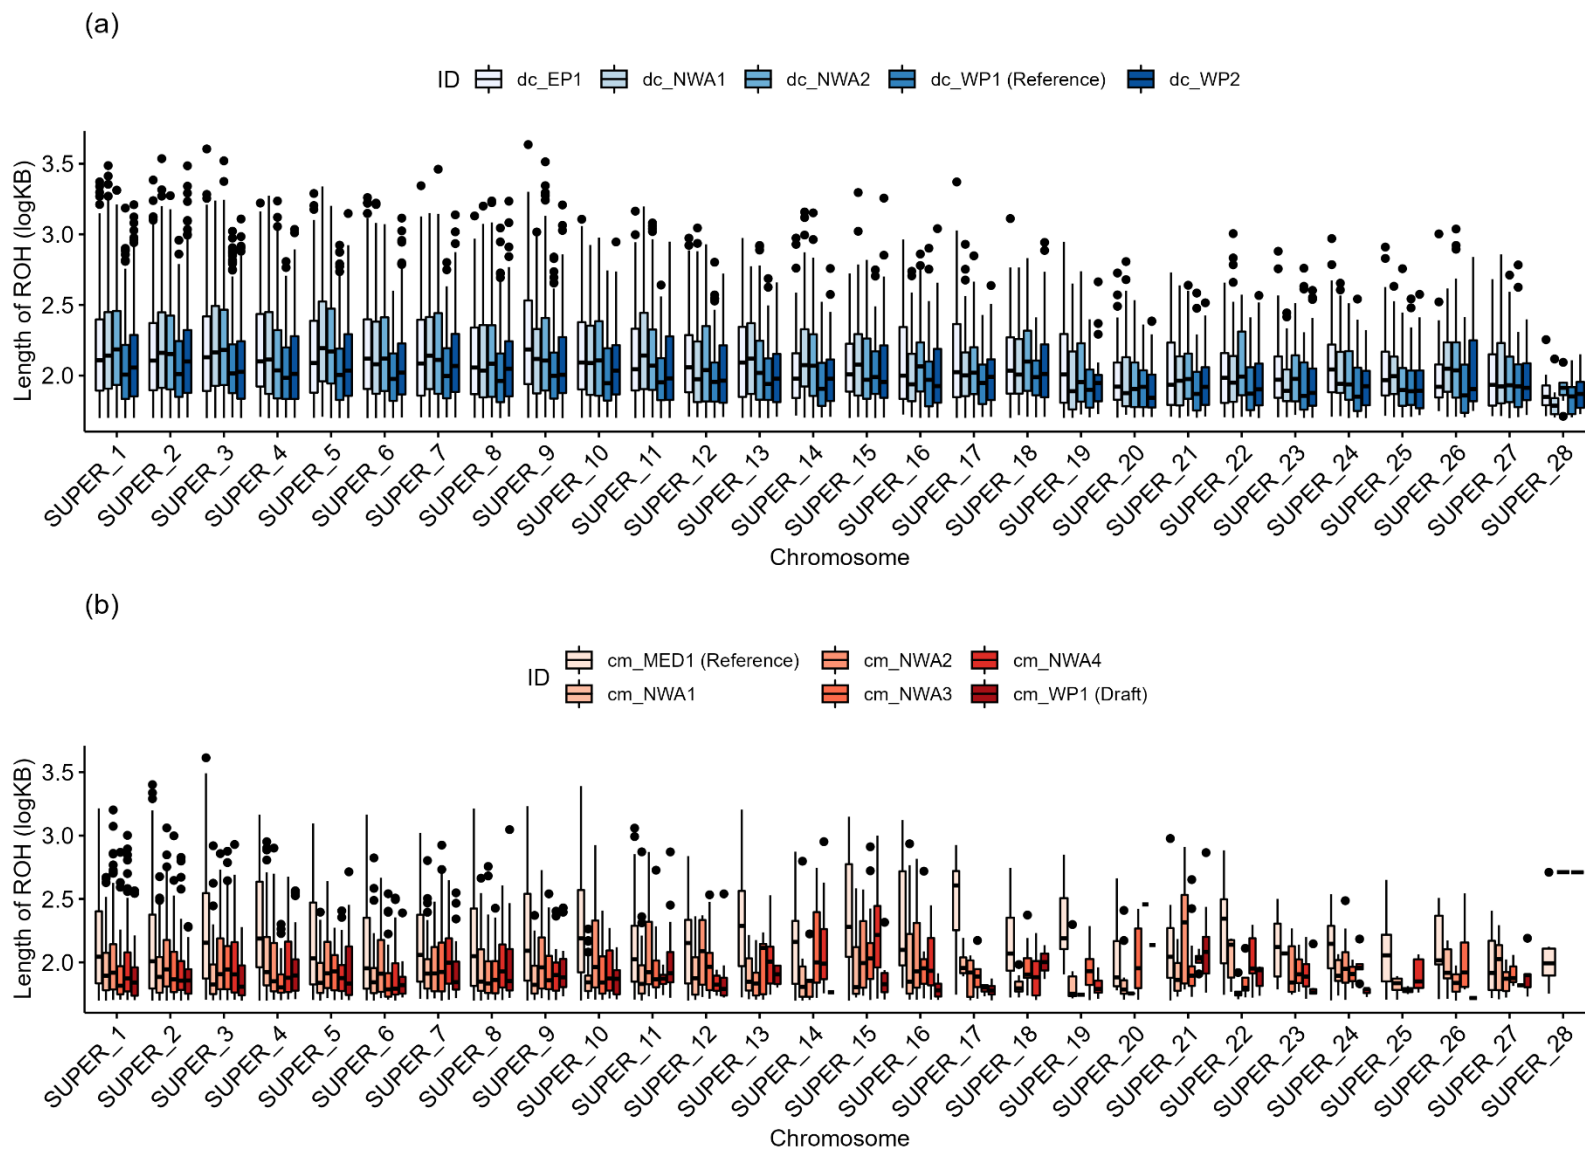 (a)
ID dc_EP1 dc_NWA1 dc_NWA2 dc_WP1 (Reference) dc_WP2
Length of ROH (logKB)
3.5
3.0
2.5
2.0
SUPER_1 SUPER_2 SUPER_3 SUPER_4 SUPER_5 SUPER_6 SUPER_7 SUPER_8 SUPER_9 SUPER_10 SUPER_11 SUPER_12 SUPER_13 SUPER_14 SUPER_15 SUPER_16 SUPER_17 SUPER_18 SUPER_19 SUPER_20 SUPER_21 SUPER_22 SUPER_23 SUPER_24 SUPER_25 SUPER_26 SUPER_27 SUPER_28
Chromosome
(b)
ID
cm_MED1 (Reference) cm_NWA2 cm_NWA4
cm_NWA1 cm_NWA3 cm_WP1 (Draft)
Length of ROH (logKB)
3.5
3.0
2.5
2.0
SUPER_1 SUPER_2 SUPER_3 SUPER_4 SUPER_5 SUPER_6 SUPER_7 SUPER_8 SUPER_9 SUPER_10 SUPER_11 SUPER_12 SUPER_13 SUPER_14 SUPER_15 SUPER_16 SUPER_17 SUPER_18 SUPER_19 SUPER_20 SUPER_21 SUPER_22 SUPER_23 SUPER_24 SUPER_25 SUPER_26 SUPER_27 SUPER_28
Chromosome